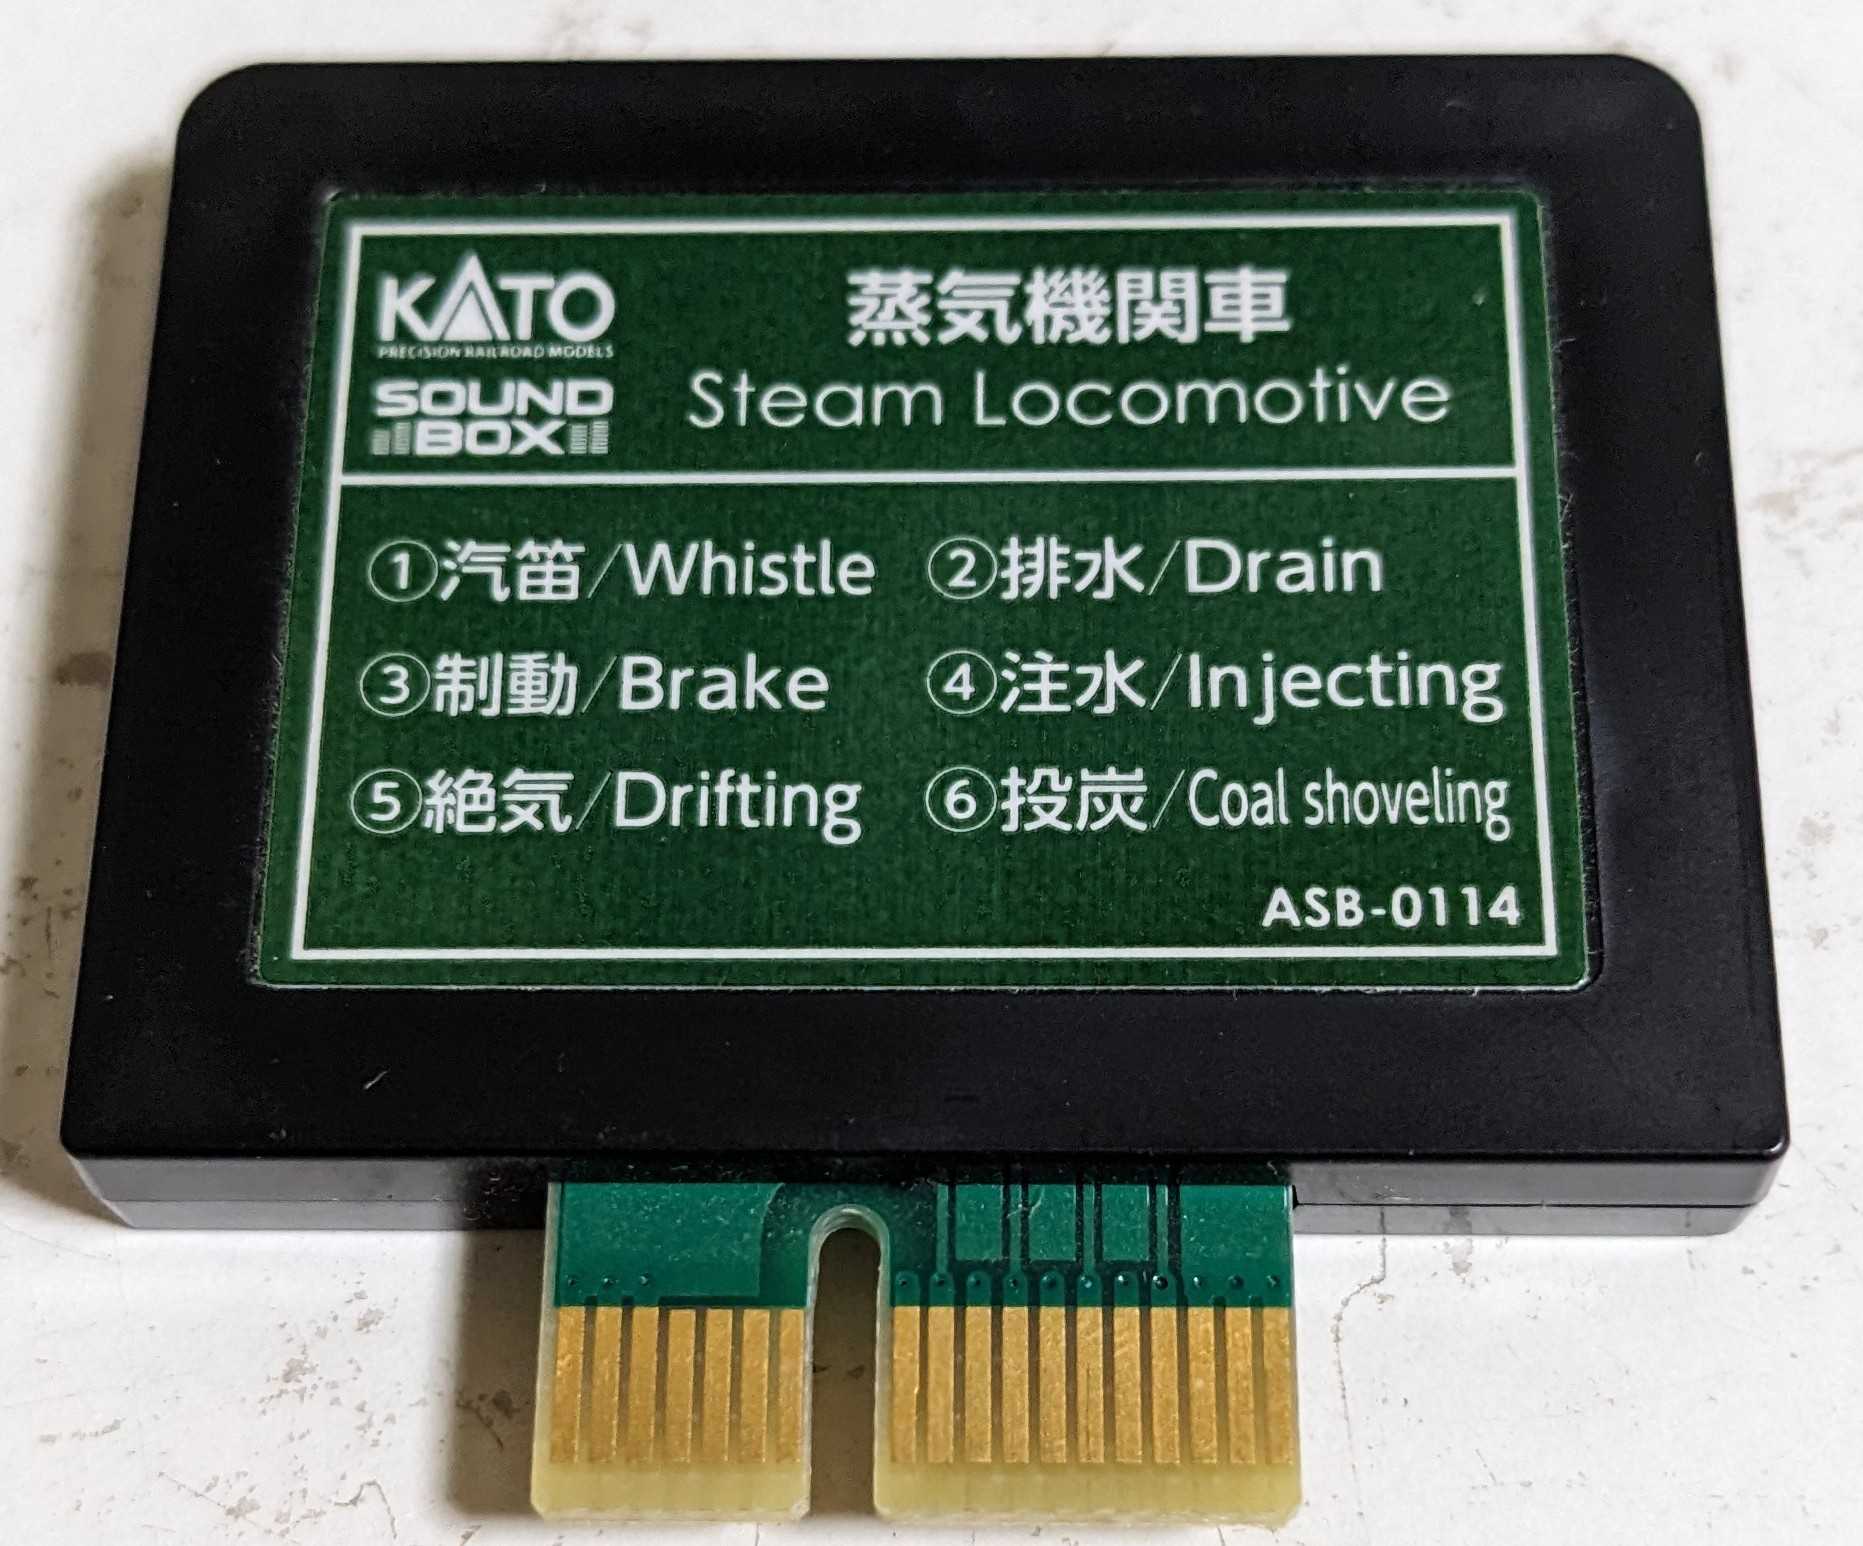 KATO
PRECISION RAILROAD MODELS
SOUND
BOX
蒸気機関車
Steam Locomotive
①汽笛/Whistle ②排水/Drain
③制動/Brake ④注水/Injecting
⑤絶気/Drifting ⑥投炭/Coal shoveling
ASB-0114